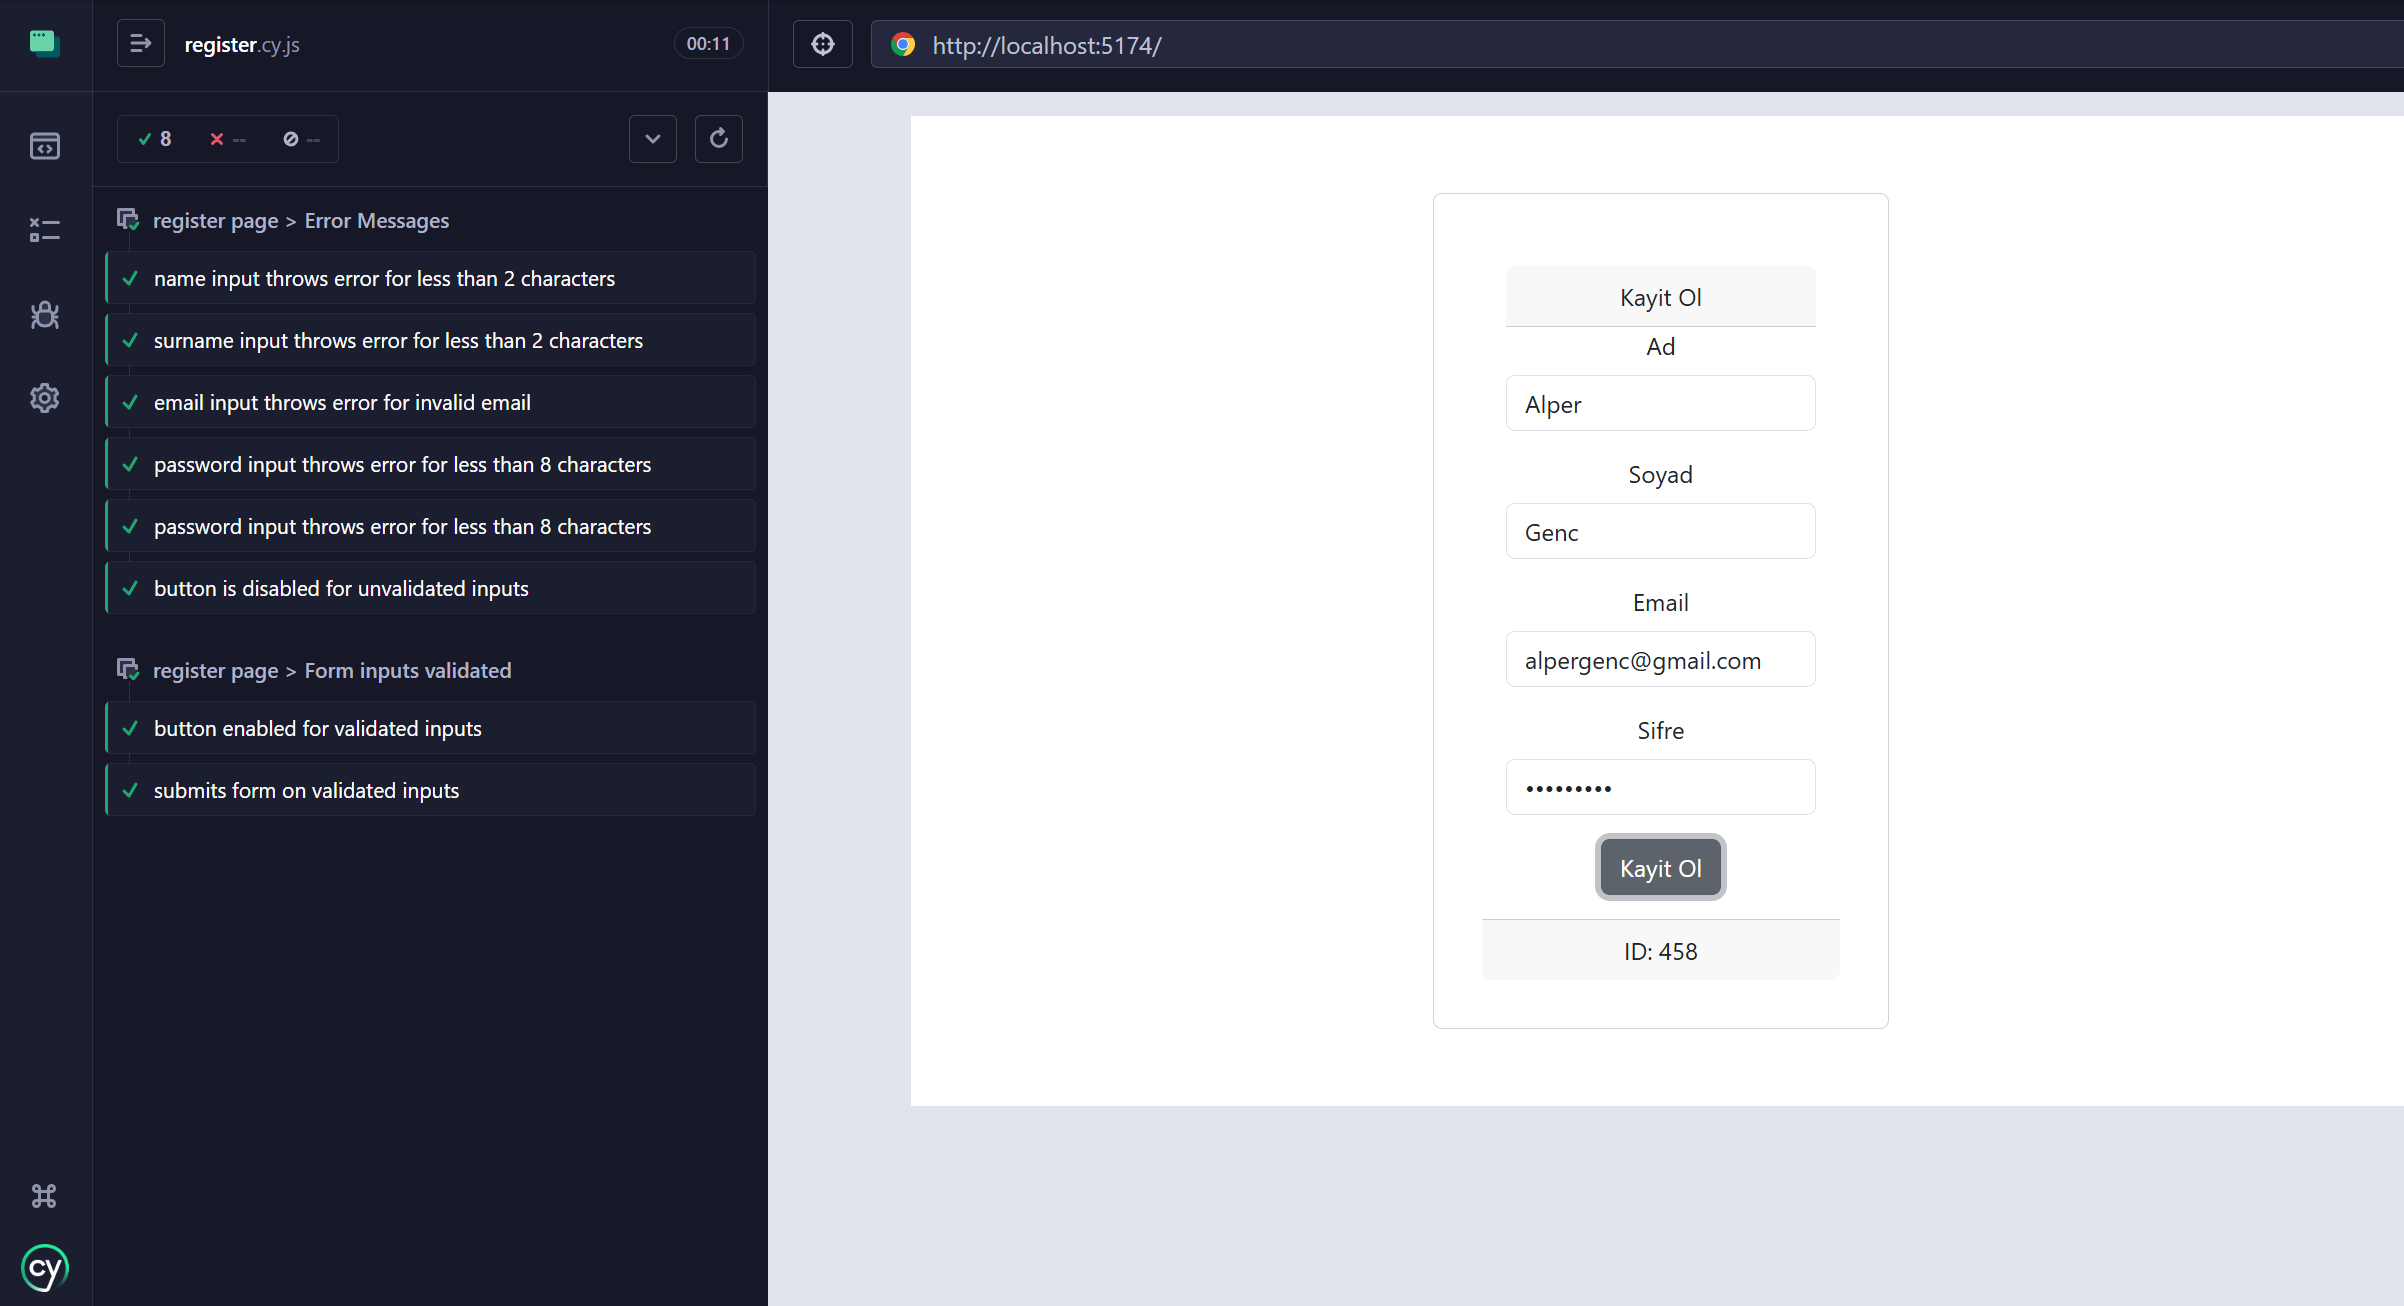 register.cy.js
00:11
http://localhost:5174/
8 -- --
register page > Error Messages
name input throws error for less than 2 characters
surname input throws error for less than 2 characters
email input throws error for invalid email
password input throws error for less than 8 characters
password input throws error for less than 8 characters
button is disabled for unvalidated inputs
register page > Form inputs validated
button enabled for validated inputs
submits form on validated inputs
cy
Kayit Ol
Ad
Alper
Soyad
Genc
Email
alpergenc@gmail.com
Sifre
•••••••••
Kayit Ol
ID: 458